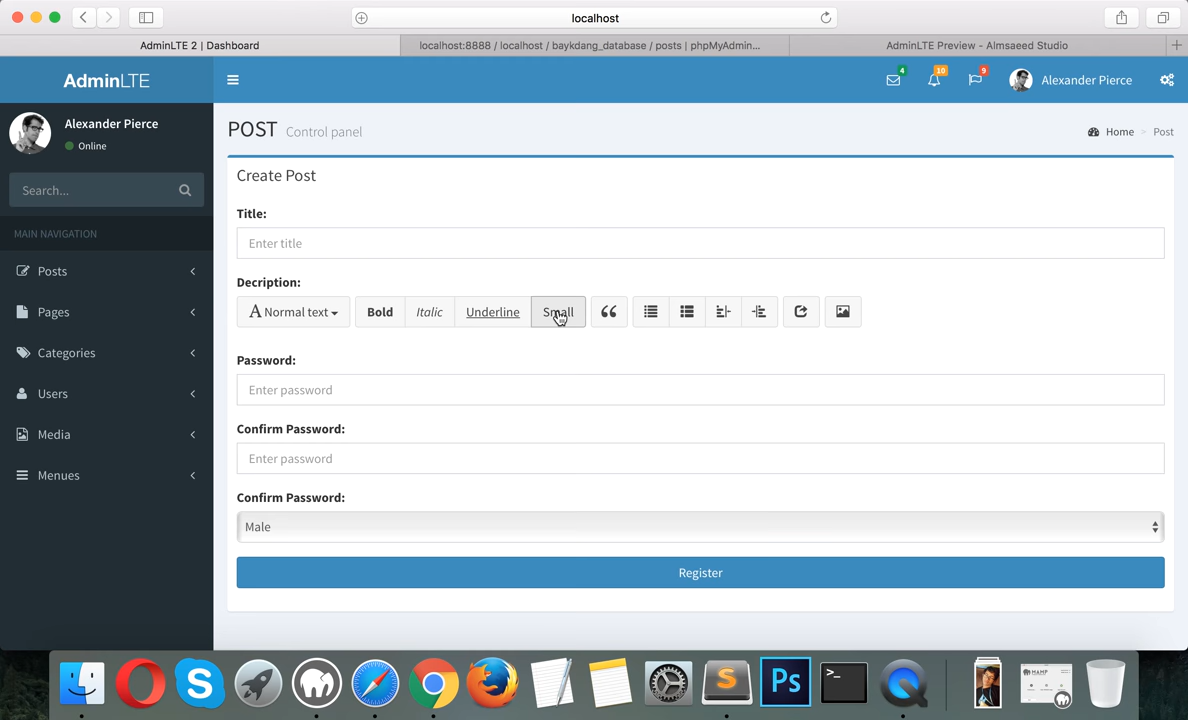 localhost
AdminLTE 2 | Dashboard
localhost:8888 / localhost / baykdang_database / posts | phpMyAdmin...
AdminLTE Preview - Almsaeed Studio
AdminLTE
4
10
9
Alexander Pierce
Alexander Pierce
Online
POST Control panel
Home > Post
Search...
Create Post
MAIN NAVIGATION
Title:
Enter title
Posts
Decription:
Pages
A Normal text
Bold
Italic
Underline
Small
Categories
Password:
Enter password
Users
Confirm Password:
Media
Enter password
Menues
Confirm Password:
Male
Register
MAMP